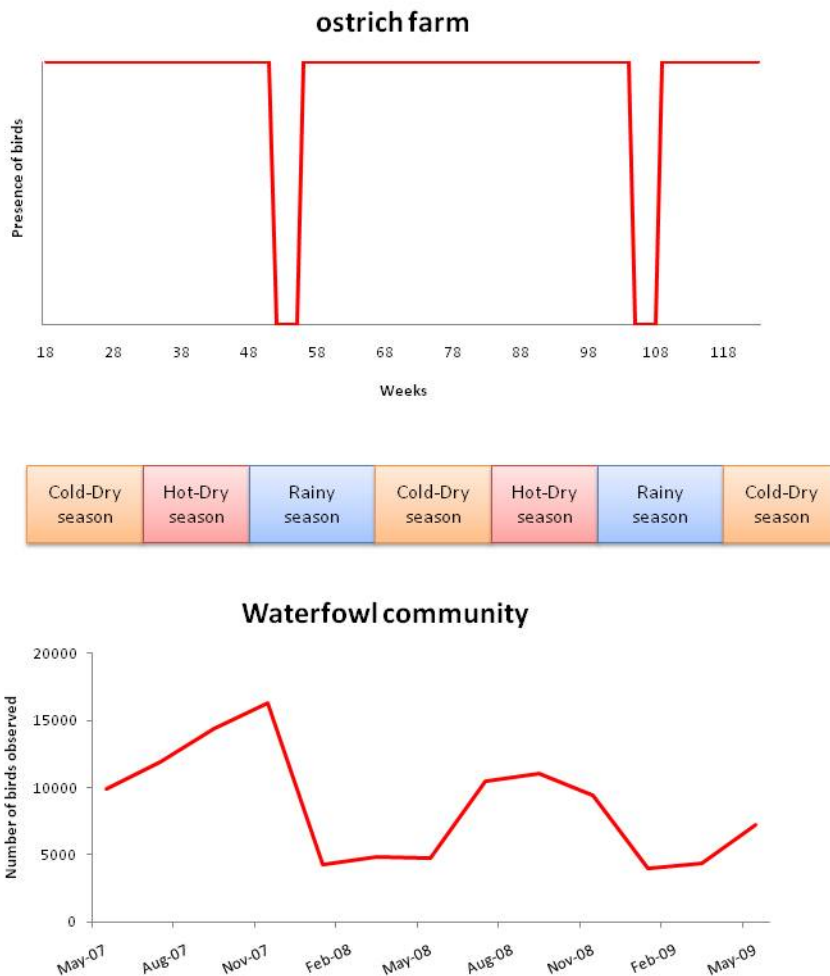 ostrich farm
Presence of birds
18 28 38 48 58 68 78 88 98 108 118
Weeks
Cold-Dry season
Hot-Dry season
Rainy season
Cold-Dry season
Hot-Dry season
Rainy season
Cold-Dry season
Waterfowl community
Number of birds observed
20000
15000
10000
5000
0
May-07 Aug-07 Nov-07 Feb-08 May-08 Aug-08 Nov-08 Feb-09 May-09